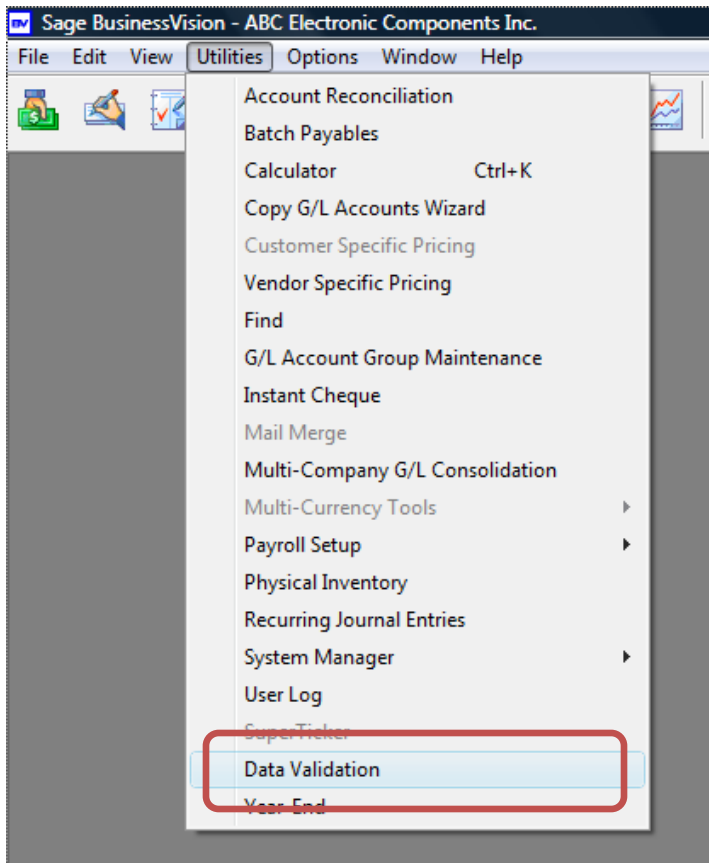 BV Sage BusinessVision - ABC Electronic Components Inc.
File Edit View Utilities Options Window Help
Account Reconciliation
Batch Payables
Calculator Ctrl+K
Copy G/L Accounts Wizard
Customer Specific Pricing
Vendor Specific Pricing
Find
G/L Account Group Maintenance
Instant Cheque
Mail Merge
Multi-Company G/L Consolidation
Multi-Currency Tools
Payroll Setup
Physical Inventory
Recurring Journal Entries
System Manager
User Log
SuperTicker
Data Validation
Year-End